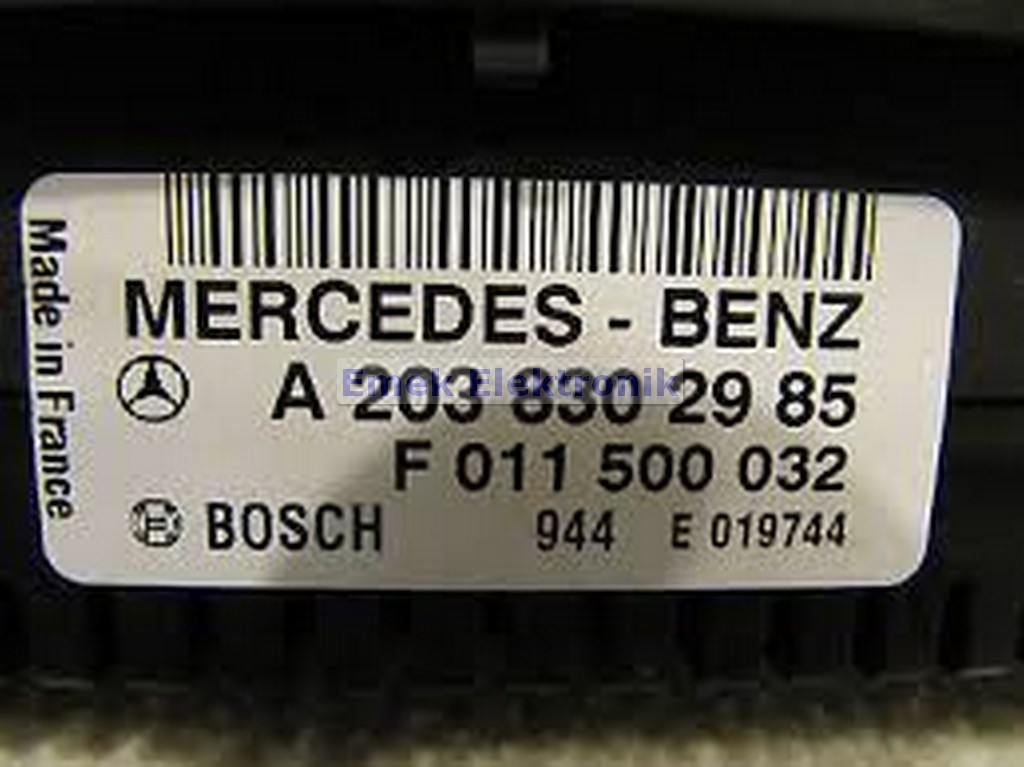 Made in France
MERCEDES - BENZ
A 203 830 29 85
Emek Elektronik
F 011 500 032
BOSCH 944 E 019744